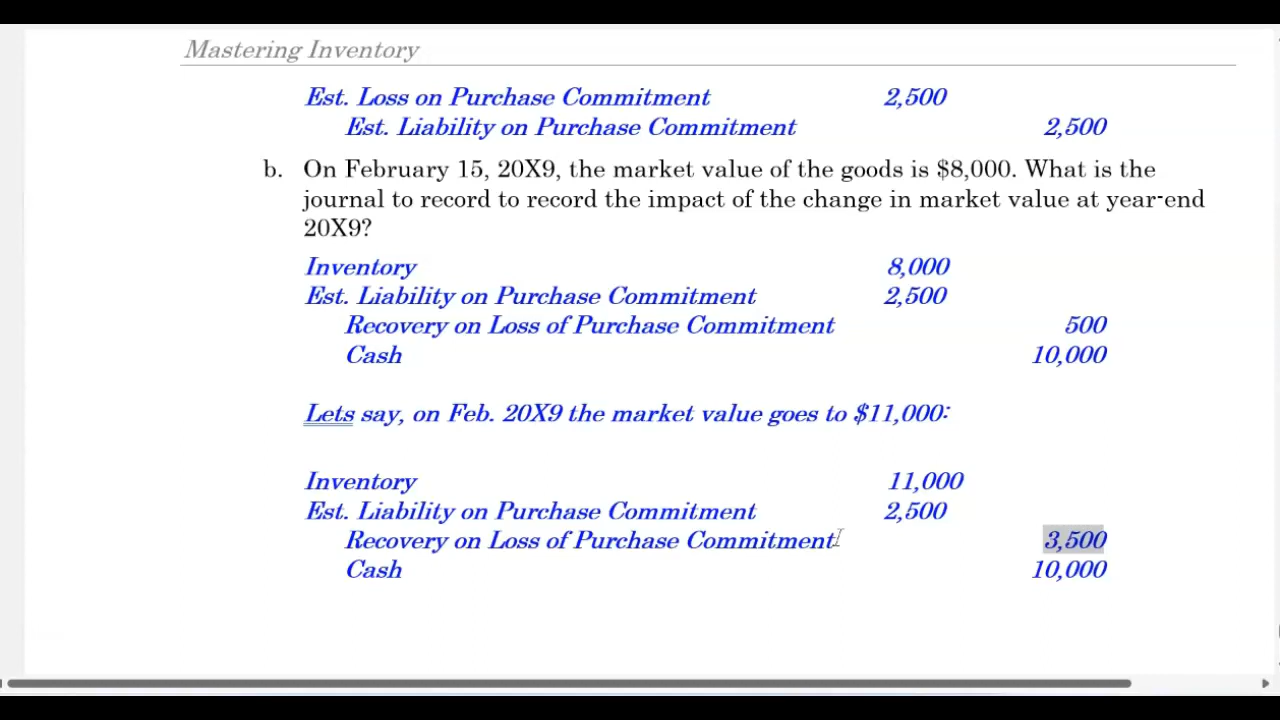 Mastering Inventory
Est. Loss on Purchase Commitment 2,500
Est. Liability on Purchase Commitment 2,500
b. On February 15, 20X9, the market value of the goods is $8,000. What is the
journal to record to record the impact of the change in market value at year-end
20X9?
Inventory 8,000
Est. Liability on Purchase Commitment 2,500
Recovery on Loss of Purchase Commitment 500
Cash 10,000
Lets say, on Feb. 20X9 the market value goes to $11,000:
Inventory 11,000
Est. Liability on Purchase Commitment 2,500
Recovery on Loss of Purchase Commitment 3,500
Cash 10,000